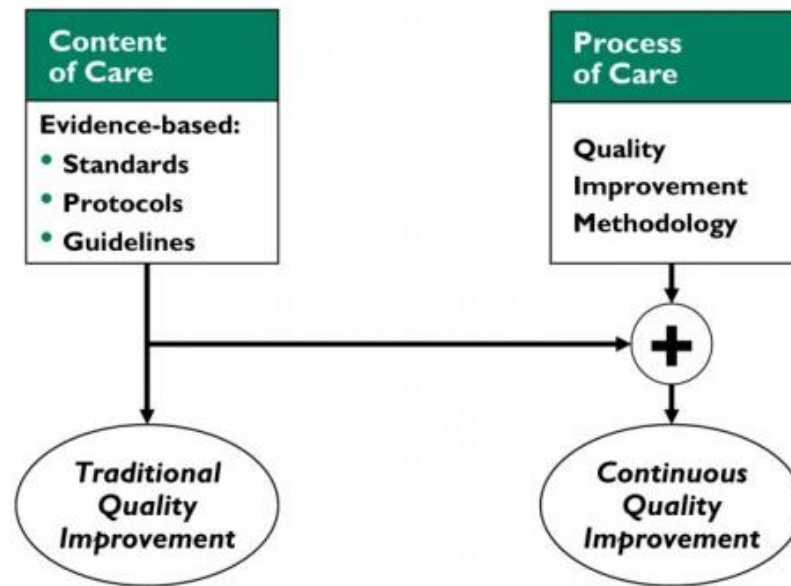 Content
of Care
Evidence-based:
• Standards
• Protocols
• Guidelines
Process
of Care
Quality
Improvement
Methodology
+
Traditional
Quality
Improvement
Continuous
Quality
Improvement